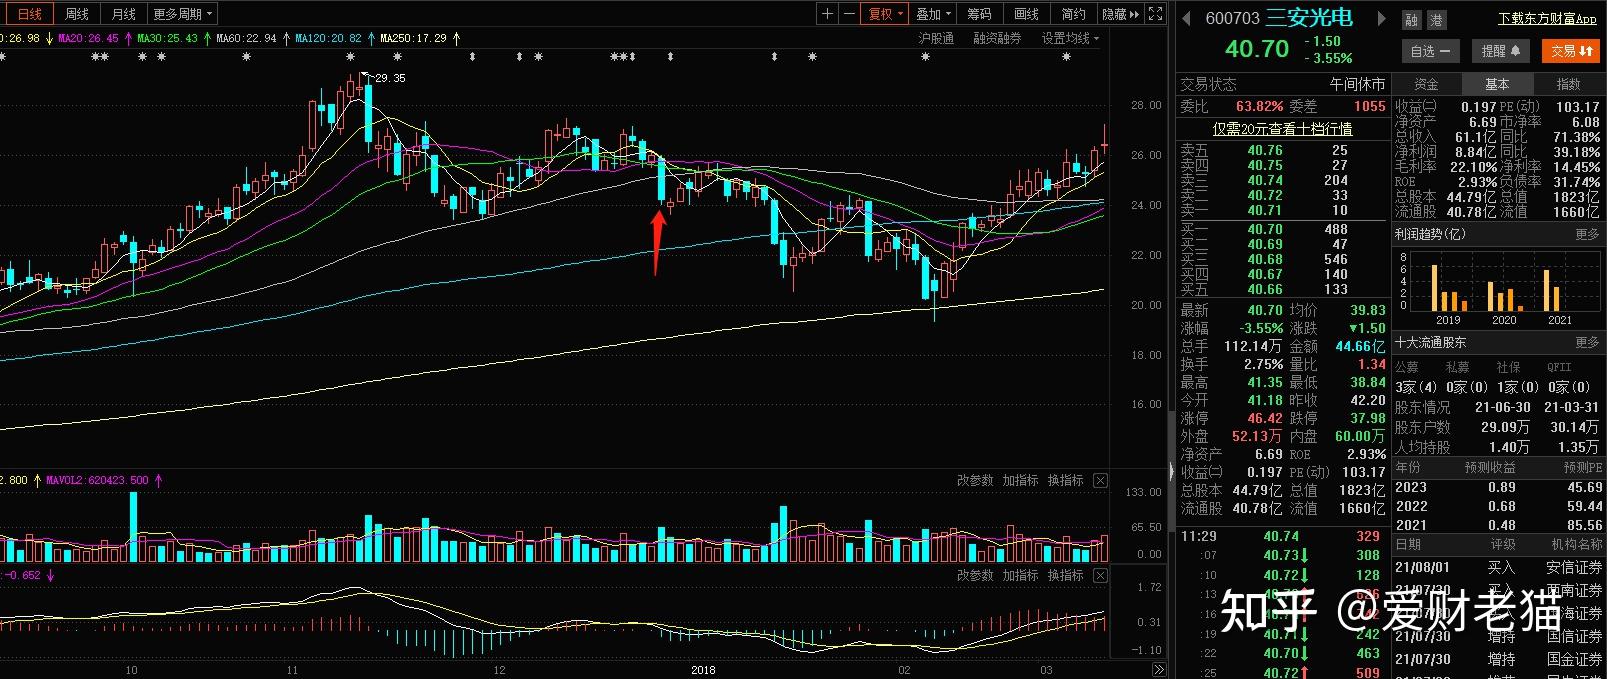 日线 周线 月线 更多周期
复权 叠加 筹码 画线 简约 隐藏
0:26.98 ↓ MA20:26.45 ↑ MA30:25.43 ↑ MA60:22.94 ↑ MA120:20.82 ↑ MA250:17.29 ↑
沪股通 融资融券 设置均线
29.35
28.00
26.00
24.00
22.00
20.00
18.00
16.00
2.800 ↑ MAVOL2:620423.500 ↑
改参数 加指标 换指标
133.00
65.50
0.00
:-0.652 ↓
改参数 加指标 换指标
1.72
0.31
-1.10
10 11 12 2018 02 03
600703 三安光电 融 港 下载东方财富App
40.70 -1.50 -3.55%
自选 提醒 交易
交易状态 午间休市
委比 63.82% 委差 1055
仅需20元查看十档行情
卖五 40.76 25
卖四 40.75 27
卖三 40.74 204
卖二 40.72 33
卖一 40.71 10
买一 40.70 488
买二 40.69 47
买三 40.68 546
买四 40.67 140
买五 40.66 133
最新 40.70 均价 39.83
涨幅 -3.55% 涨跌 ▼1.50
总手 112.14万 金额 44.66亿
换手 2.75% 量比 1.34
最高 41.35 最低 38.84
今开 41.18 昨收 42.20
涨停 46.42 跌停 37.98
外盘 52.13万 内盘 60.00万
净资产 6.69 ROE 2.93%
收益(二) 0.197 PE(动) 103.17
总股本 44.79亿 总值 1823亿
流通股 40.78亿 流值 1660亿
11:29 40.74 329
:07 40.73↓ 308
:10 40.72↓ 128
:13
:16
:19 40.71↓ 242
:22 40.70↓ 463
:25 40.72↑ 509
资金 基本 指数
收益(二) 0.197 PE(动) 103.17
净资产 6.69 市净率 6.08
总收入 61.1亿 同比 71.38%
净利润 8.84亿 同比 39.18%
毛利率 22.10% 净利率 14.45%
ROE 2.93% 负债率 31.74%
总股本 44.79亿 总值 1823亿
流通股 40.78亿 流值 1660亿
利润趋势(亿) 更多
8
6
4
2
0
2019 2020 2021
十大流通股东 更多
公募 私募 社保 QFII
3家(4) 0家(0) 1家(0) 0家(0)
股东情况 21-06-30 21-03-31
股东户数 29.09万 30.14万
人均持股 1.40万 1.35万
年份 预测收益 预测PE
2023 0.89 45.69
2022 0.68 59.44
2021 0.48 85.56
日期 评级 机构名称
21/08/01 买入 安信证券
21/07/30 买入 西南证券
21/07/30
21/07/30 增持 国信证券
21/07/30 增持 国金证券
知乎 @爱财老猫